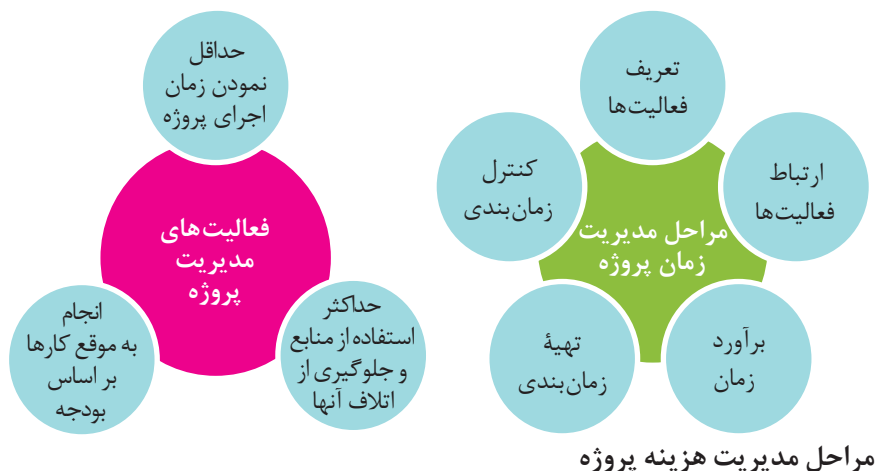 تعریف
فعالیت‌ها
ارتباط
فعالیت‌ها
برآورد
زمان
تهیهٔ
زمان‌بندی
کنترل
زمان‌بندی
مراحل مدیریت
زمان پروژه
حداقل
نمودن زمان
اجرای پروژه
حداکثر
استفاده از منابع
و جلوگیری از
اتلاف آنها
انجام
به موقع کارها
بر اساس
بودجه
فعالیت‌های
مدیریت
پروژه
مراحل مدیریت هزینه پروژه